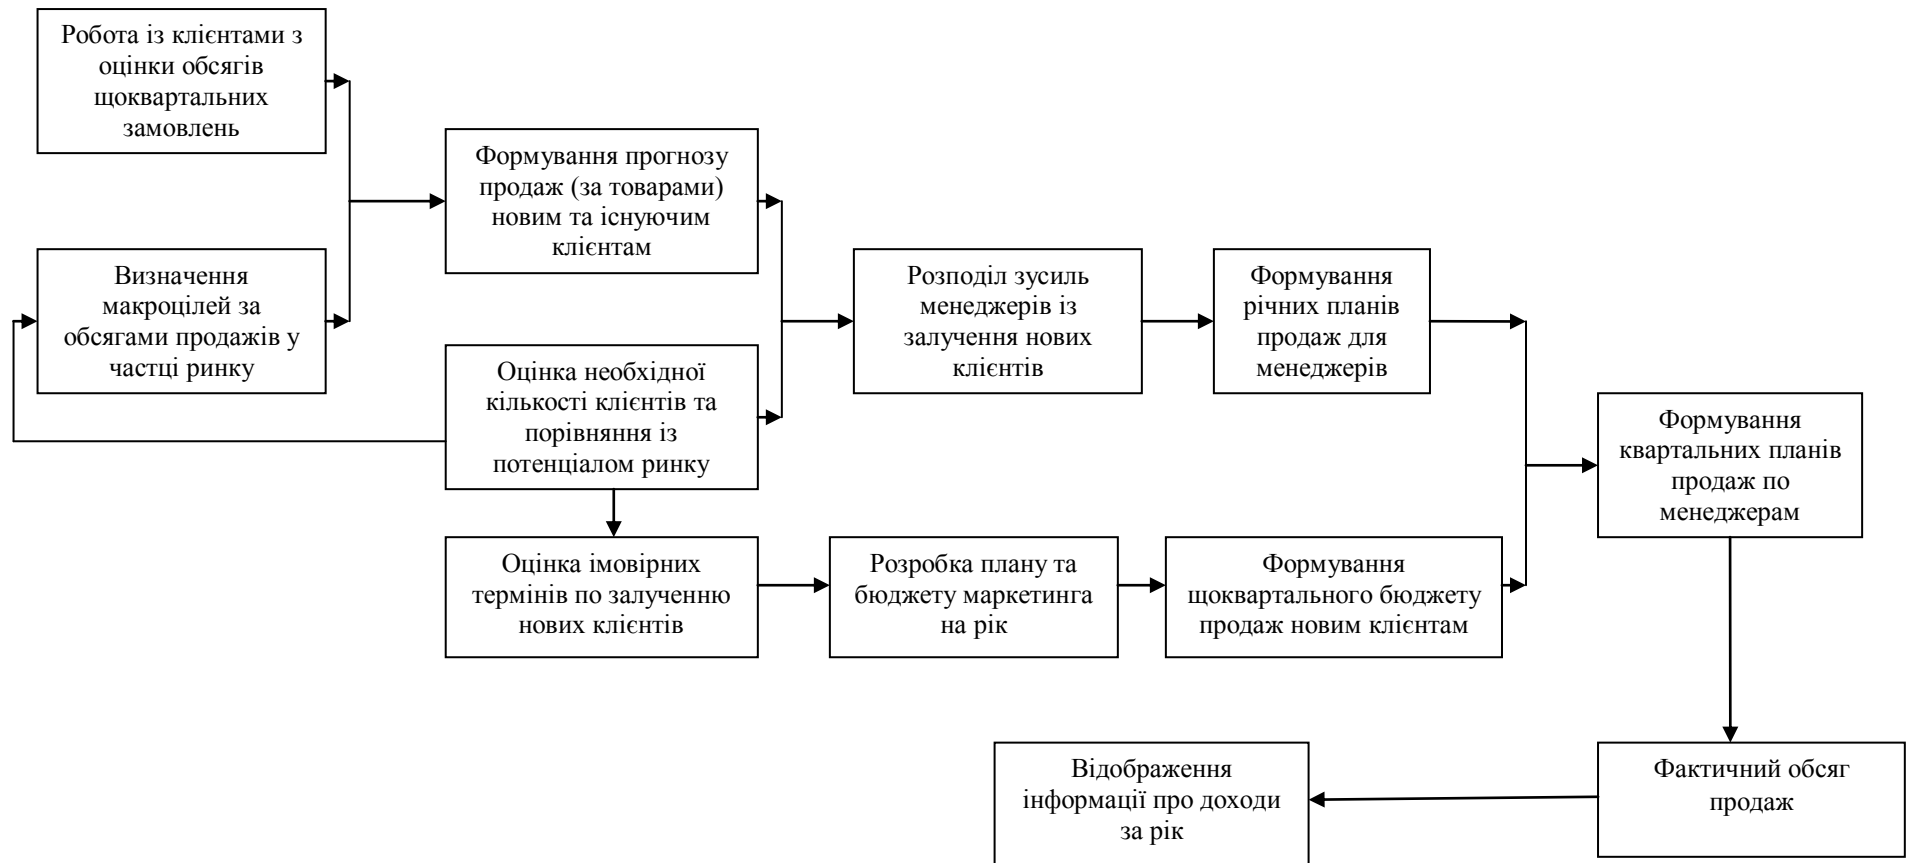 Робота із клієнтами з
оцінки обсягів
щоквартальних
замовлень
Формування прогнозу
продаж (за товарами)
новим та існуючим
клієнтам
Визначення
макроцілей за
обсягами продажів у
частці ринку
Оцінка необхідної
кількості клієнтів та
порівняння із
потенціалом ринку
Розподіл зусиль
менеджерів із
залучення нових
клієнтів
Формування
річних планів
продаж для
менеджерів
Формування
квартальних планів
продаж по
менеджерам
Оцінка імовірних
термінів по залученню
нових клієнтів
Розробка плану та
бюджету маркетинга
на рік
Формування
щоквартального бюджету
продаж новим клієнтам
Відображення
інформації про доходи
за рік
Фактичний обсяг
продаж